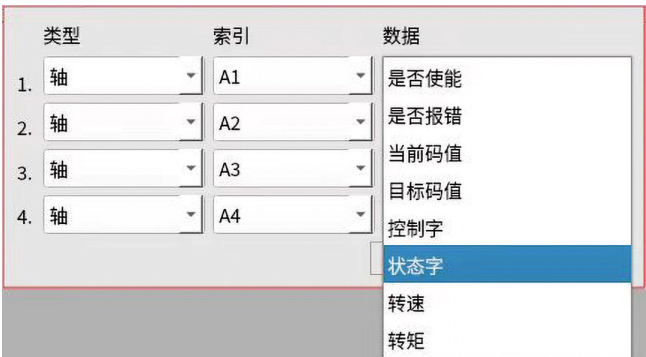 类型 索引 数据
1. 轴 A1
2. 轴 A2
3. 轴 A3
4. 轴 A4
是否使能
是否报错
当前码值
目标码值
控制字
状态字
转速
转矩